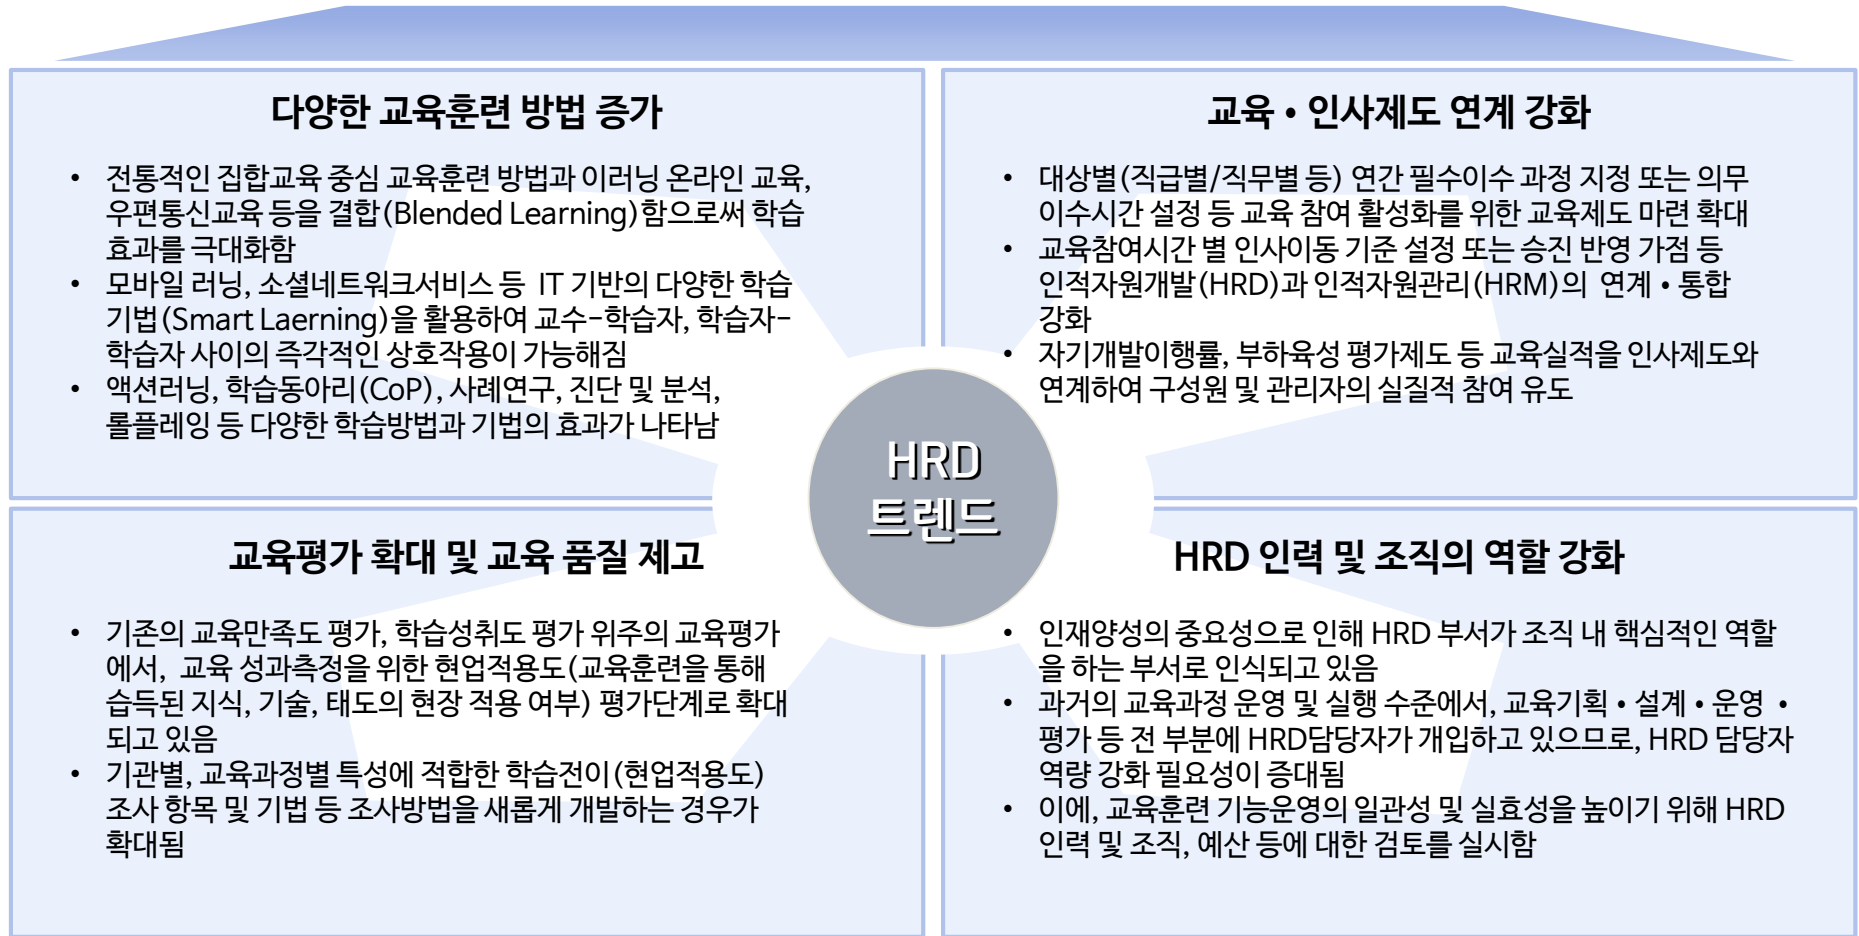 다양한 교육훈련 방법 증가
• 전통적인 집합교육 중심 교육훈련 방법과 이러닝 온라인 교육,
우편통신교육 등을 결합(Blended Learning)함으로써 학습
효과를 극대화함
• 모바일 러닝, 소셜네트워크서비스 등 IT 기반의 다양한 학습
기법(Smart Laerning)을 활용하여 교수-학습자, 학습자-
학습자 사이의 즉각적인 상호작용이 가능해짐
• 액션러닝, 학습동아리(CoP), 사례연구, 진단 및 분석,
롤플레잉 등 다양한 학습방법과 기법의 효과가 나타남
교육 • 인사제도 연계 강화
• 대상별(직급별/직무별 등) 연간 필수이수 과정 지정 또는 의무
이수시간 설정 등 교육 참여 활성화를 위한 교육제도 마련 확대
• 교육참여시간 별 인사이동 기준 설정 또는 승진 반영 가점 등
인적자원개발(HRD)과 인적자원관리(HRM)의 연계 • 통합
강화
• 자기개발이행률, 부하육성 평가제도 등 교육실적을 인사제도와
연계하여 구성원 및 관리자의 실질적 참여 유도
HRD
트렌드
교육평가 확대 및 교육 품질 제고
• 기존의 교육만족도 평가, 학습성취도 평가 위주의 교육평가
에서, 교육 성과측정을 위한 현업적용도(교육훈련을 통해
습득된 지식, 기술, 태도의 현장 적용 여부) 평가단계로 확대
되고 있음
• 기관별, 교육과정별 특성에 적합한 학습전이(현업적용도)
조사 항목 및 기법 등 조사방법을 새롭게 개발하는 경우가
확대됨
HRD 인력 및 조직의 역할 강화
• 인재양성의 중요성으로 인해 HRD 부서가 조직 내 핵심적인 역할
을 하는 부서로 인식되고 있음
• 과거의 교육과정 운영 및 실행 수준에서, 교육기획 • 설계 • 운영 •
평가 등 전 부분에 HRD담당자가 개입하고 있으므로, HRD 담당자
역량 강화 필요성이 증대됨
• 이에, 교육훈련 기능운영의 일관성 및 실효성을 높이기 위해 HRD
인력 및 조직, 예산 등에 대한 검토를 실시함